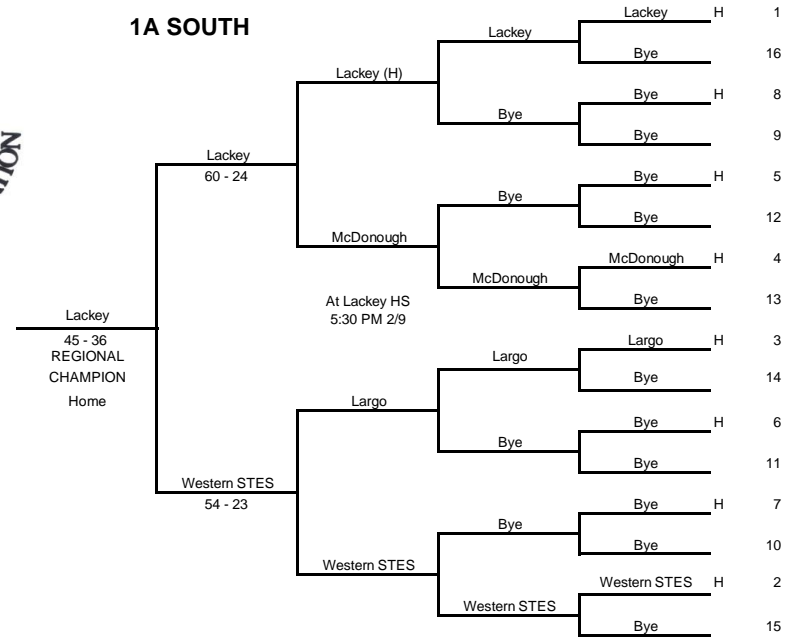 1A SOUTH
Lackey H 1
Lackey
Bye 16
Lackey (H)
Bye H 8
Bye
Bye 9
Lackey
60 - 24
Bye H 5
Bye
Bye 12
McDonough
McDonough H 4
McDonough
Bye 13
At Lackey HS
5:30 PM 2/9
Lackey
45 - 36
REGIONAL
CHAMPION
Home
Largo H 3
Largo
Bye 14
Largo
Bye H 6
Bye
Bye 11
Western STES
54 - 23
Bye H 7
Bye
Bye 10
Western STES
Western STES H 2
Western STES
Bye 15